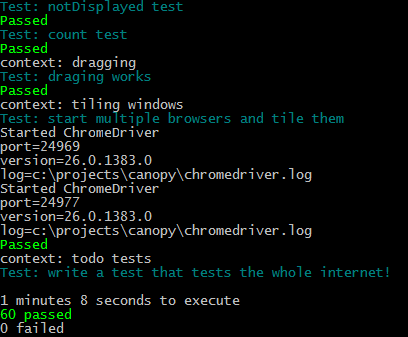 Test: notDisplayed test
Passed
Test: count test
Passed
context: dragging
Test: draging works
Passed
context: tiling windows
Test: start multiple browsers and tile them
Started ChromeDriver
port=24969
version=26.0.1383.0
log=c:\projects\canopy\chromedriver.log
Started ChromeDriver
port=24977
version=26.0.1383.0
log=c:\projects\canopy\chromedriver.log
Passed
context: todo tests
Test: write a test that tests the whole internet!
1 minutes 8 seconds to execute
60 passed
0 failed